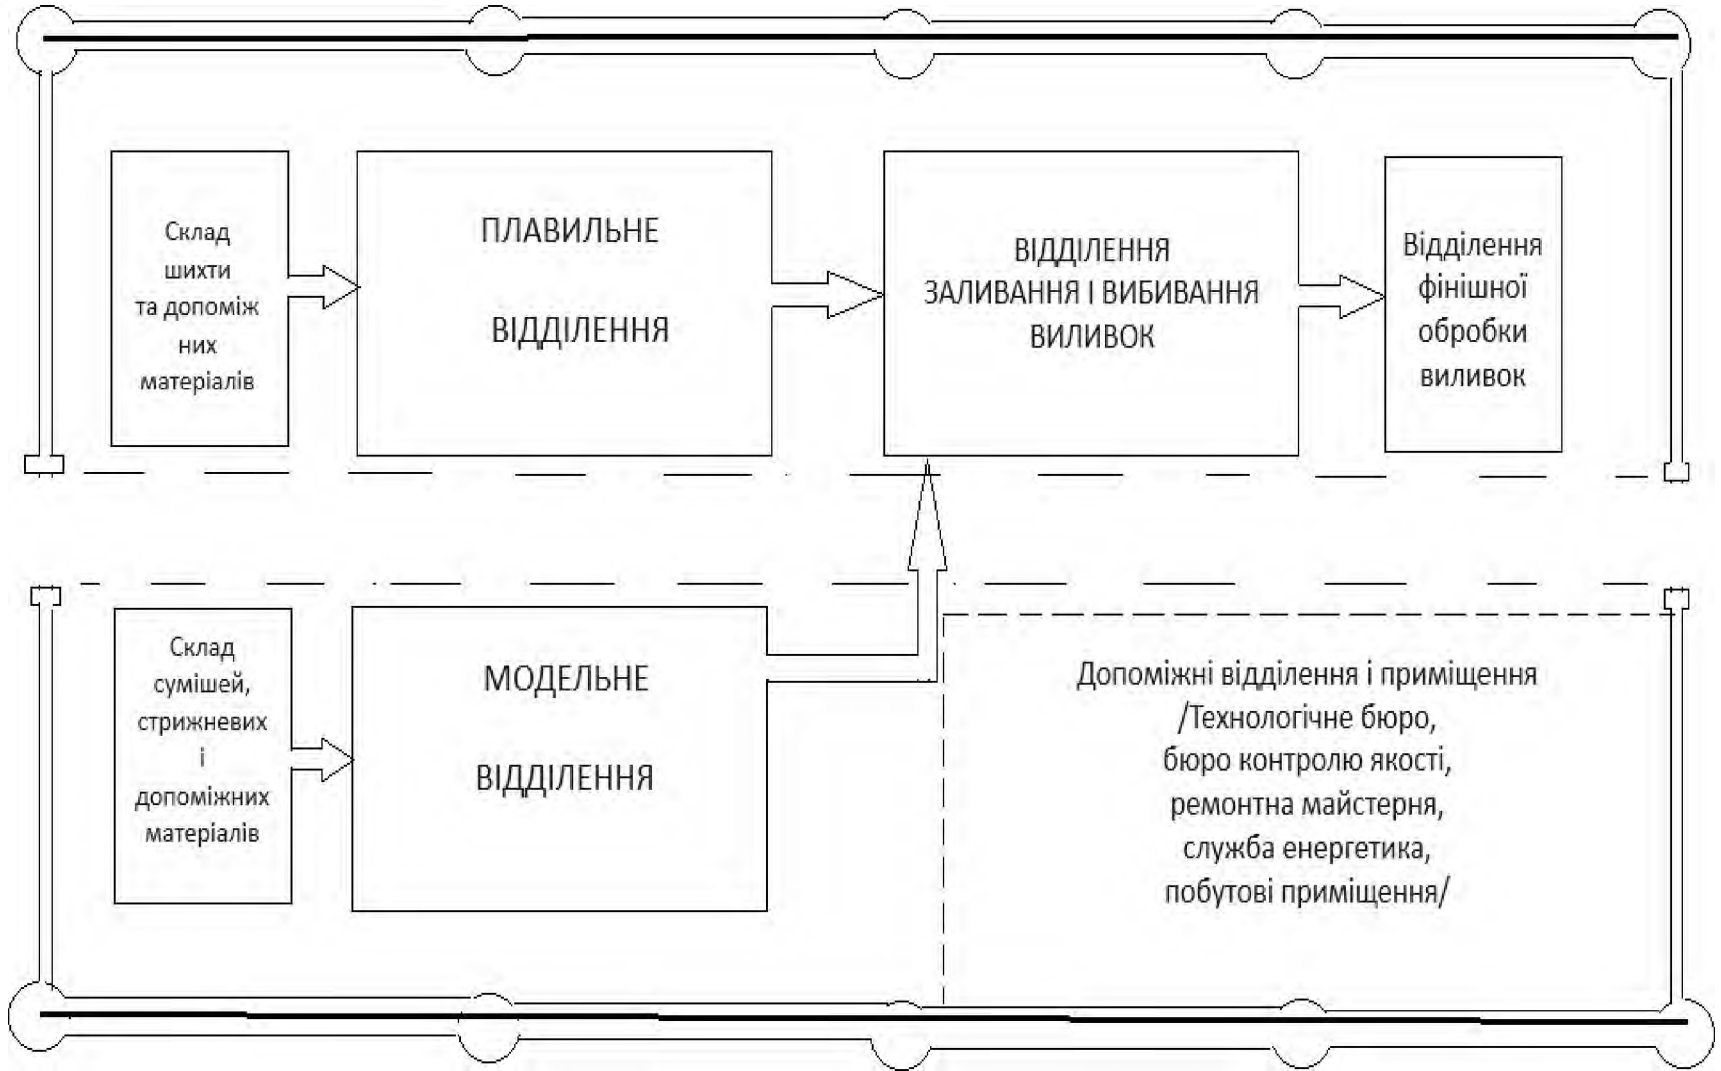 Склад
шихти
та допоміж
них
матеріалів
ПЛАВИЛЬНЕ
ВІДДІЛЕННЯ
ВІДДІЛЕННЯ
ЗАЛИВАННЯ І ВИБИВАННЯ
ВИЛИВОК
Відділення
фінішної
обробки
виливок
Склад
сумішей,
стрижневих
і
допоміжних
матеріалів
МОДЕЛЬНЕ
ВІДДІЛЕННЯ
Допоміжні відділення і приміщення
/Технологічне бюро,
бюро контролю якості,
ремонтна майстерня,
служба енергетика,
побутові приміщення/